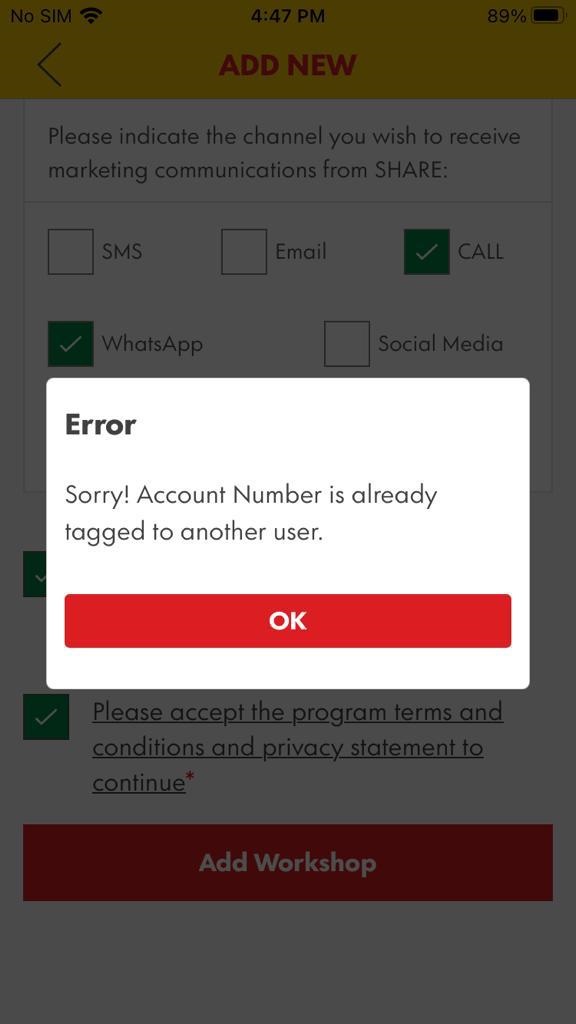 No SIM 4:47 PM 89%
ADD NEW
Please indicate the channel you wish to receive
marketing communications from SHARE:
SMS Email CALL
WhatsApp Social Media
Error
Sorry! Account Number is already
tagged to another user.
OK
Please accept the program terms and
conditions and privacy statement to
continue*
Add Workshop